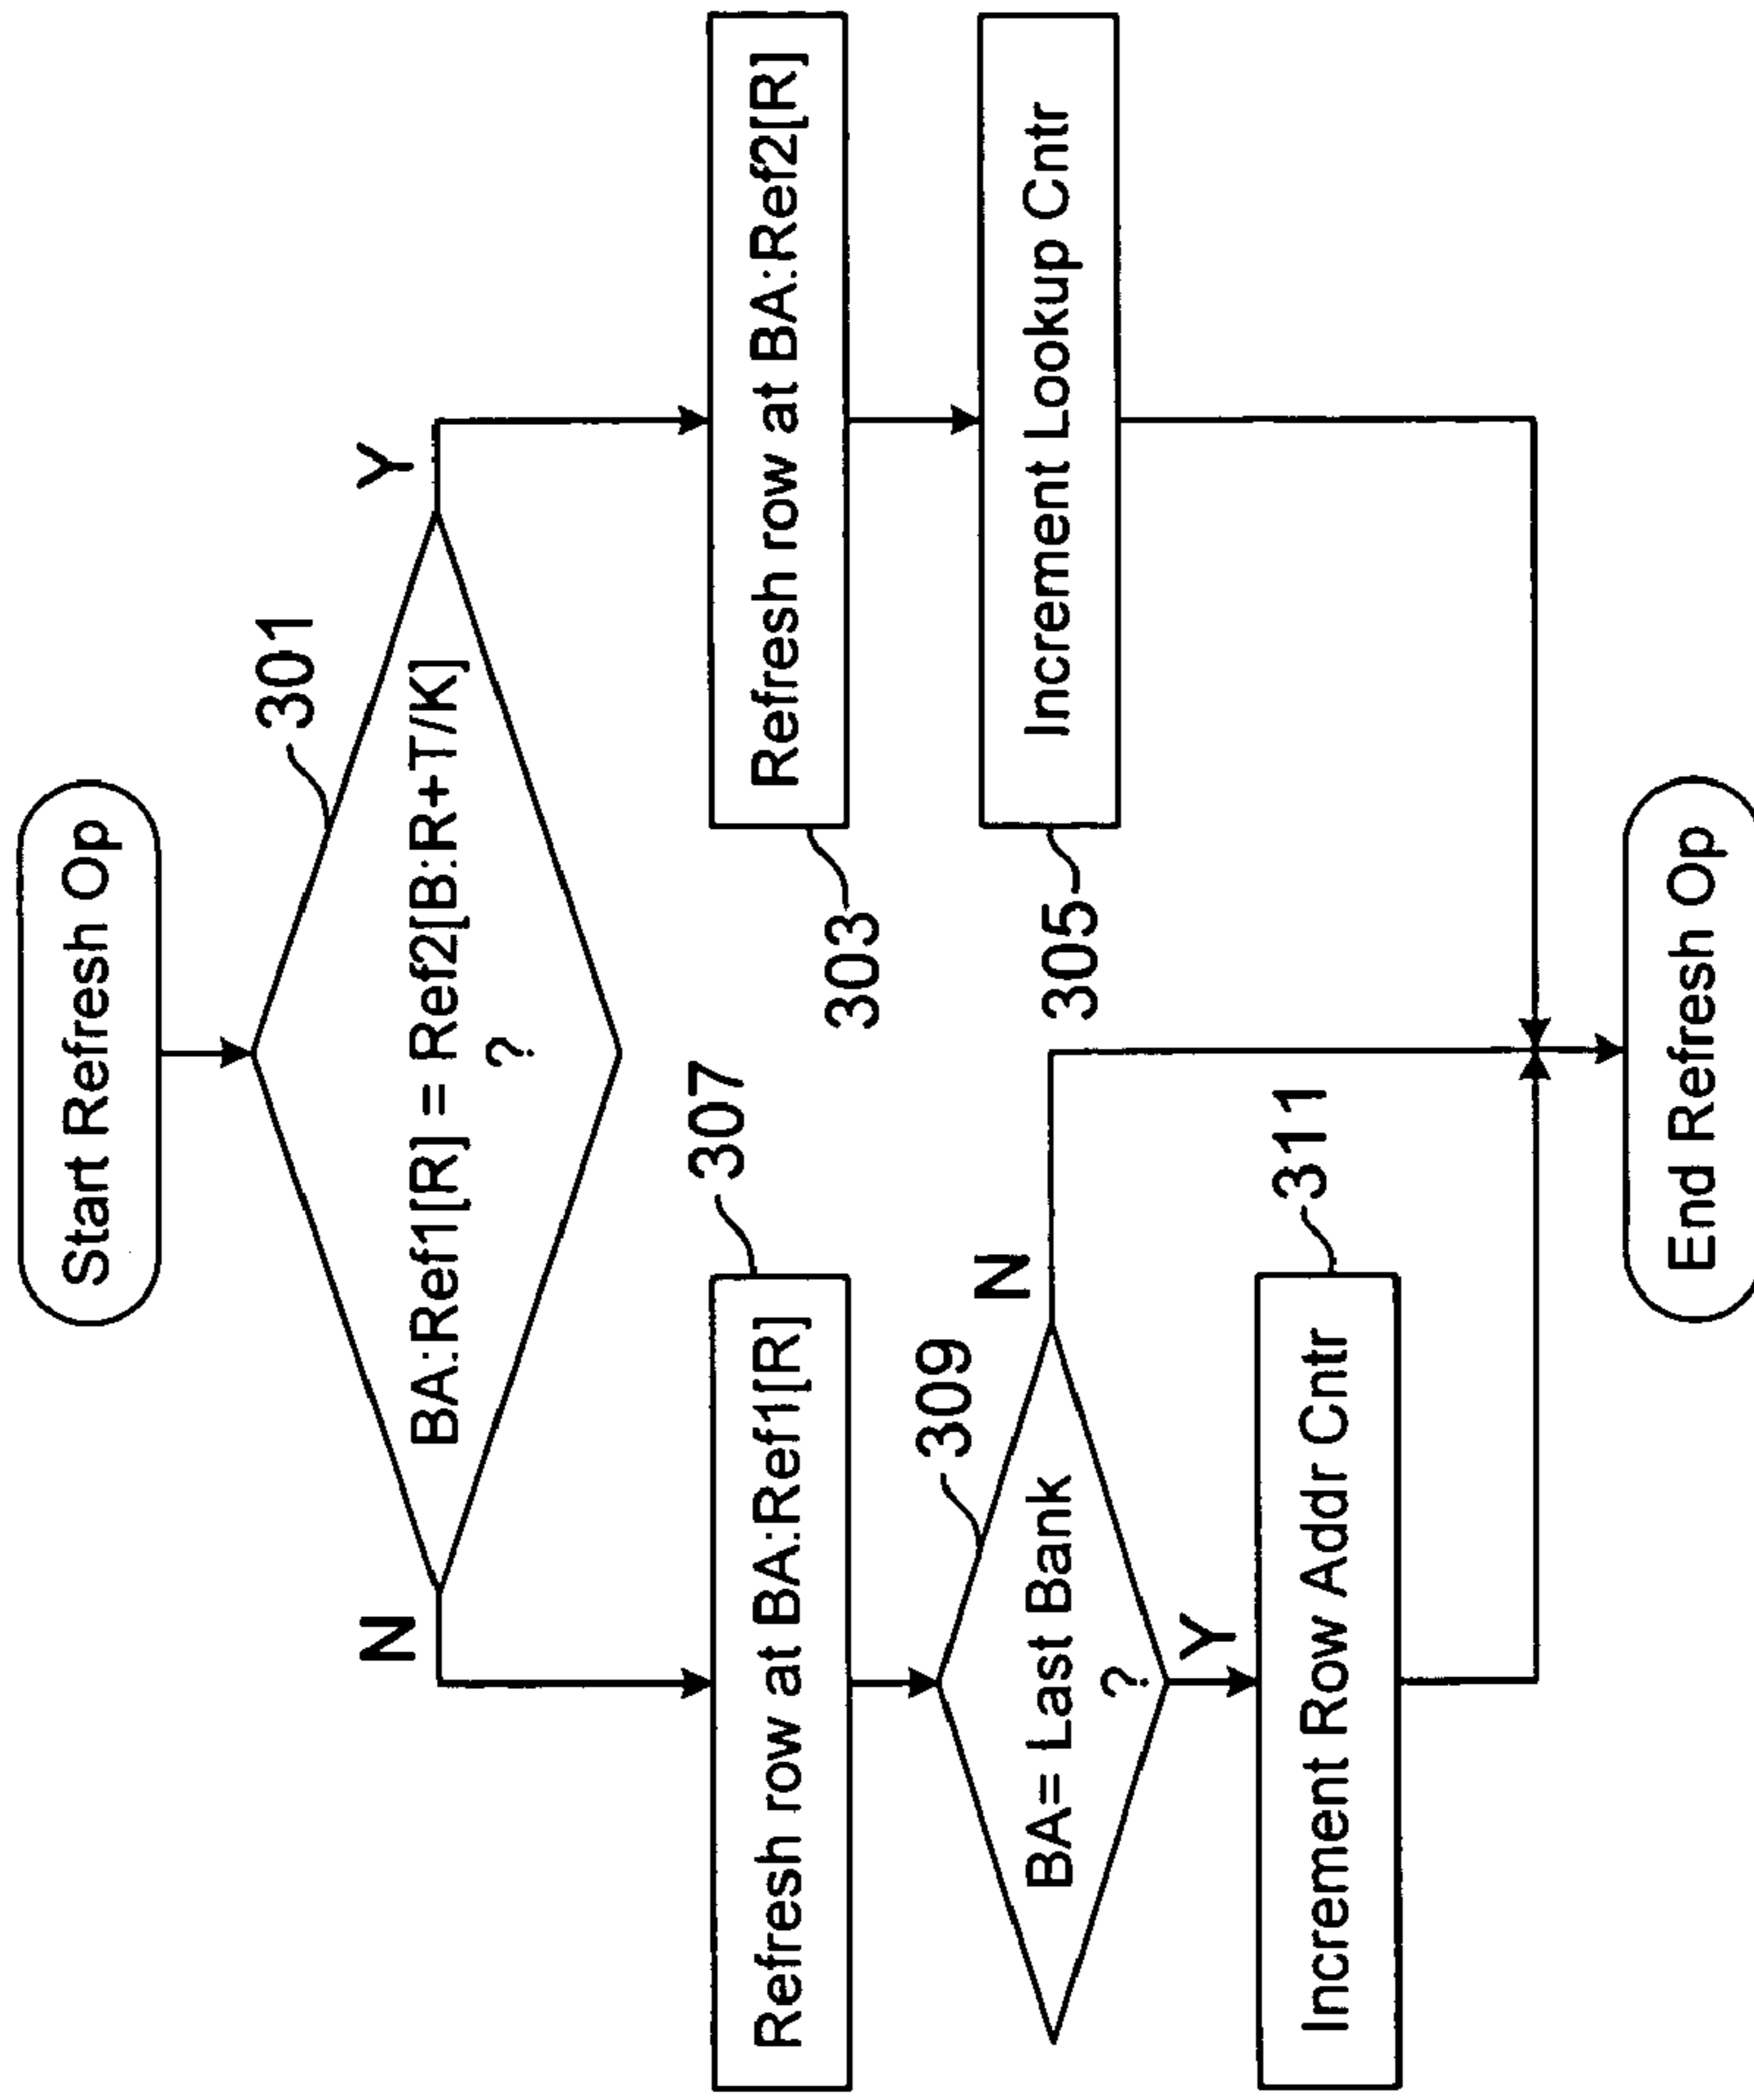 Start Refresh Op
301
BA:Ref1[R] = Ref2[B:R+T/K]
?
N
Y
307
Refresh row at BA:Ref1[R]
Refresh row at BA:Ref2[R]
303
309
N
BA= Last Bank
?
Y
Increment Lookup Cntr
305
311
Increment Row Addr Cntr
End Refresh Op